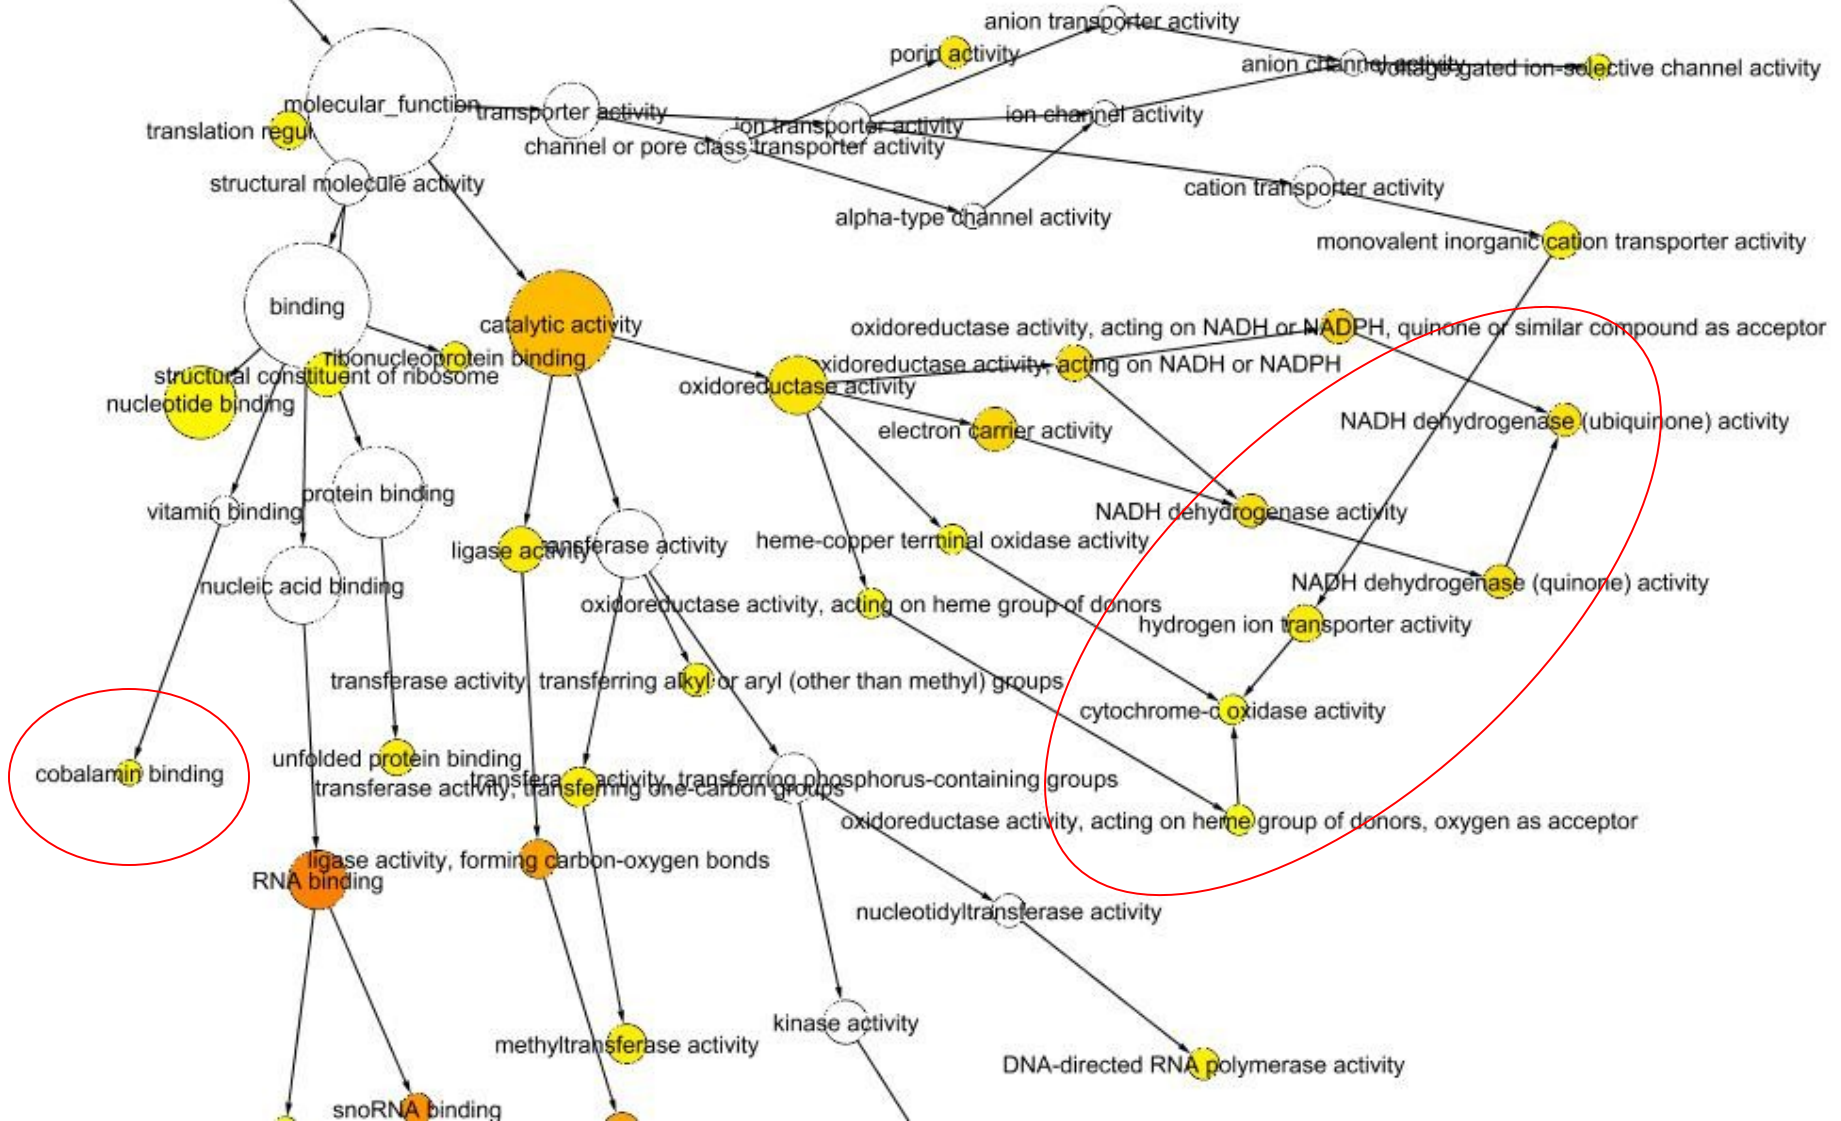 anion transporter activity
porin activity
anion channel activity
voltage-gated ion-selective channel activity
molecular_function
transporter activity
ion channel activity
translation regul
ion transporter activity
channel or pore class transporter activity
structural molecule activity
cation transporter activity
alpha-type channel activity
monovalent inorganic cation transporter activity
binding
catalytic activity
oxidoreductase activity, acting on NADH or NADPH, quinone or similar compound as acceptor
ribonucleoprotein binding
oxidoreductase activity, acting on NADH or NADPH
structural constituent of ribosome
oxidoreductase activity
nucleotide binding
NADH dehydrogenase (ubiquinone) activity
electron carrier activity
protein binding
vitamin binding
NADH dehydrogenase activity
ligase activity
transferase activity
heme-copper terminal oxidase activity
nucleic acid binding
NADH dehydrogenase (quinone) activity
oxidoreductase activity, acting on heme group of donors
hydrogen ion transporter activity
transferase activity, transferring alkyl or aryl (other than methyl) groups
cytochrome-c oxidase activity
unfolded protein binding
cobalamin binding
transferase activity, transferring phosphorus-containing groups
transferase activity, transferring one-carbon groups
oxidoreductase activity, acting on heme group of donors, oxygen as acceptor
ligase activity, forming carbon-oxygen bonds
RNA binding
nucleotidyltransferase activity
kinase activity
methyltransferase activity
DNA-directed RNA polymerase activity
snoRNA binding